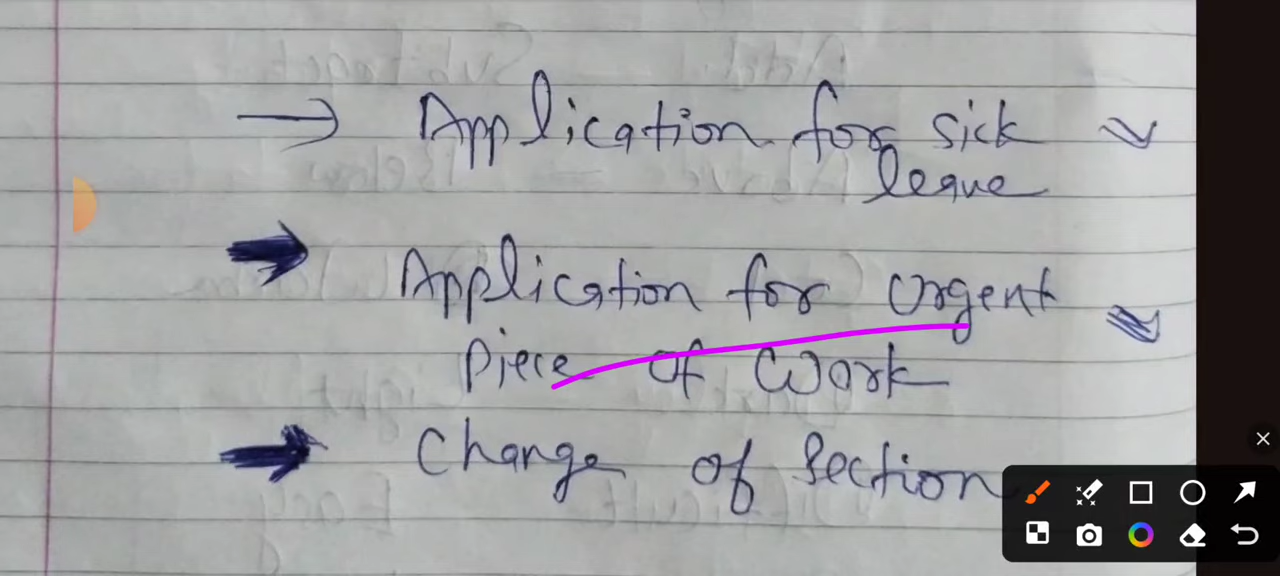 → Application for sick
leave
→ Application for Urgent
piece of work
→ Change of Section